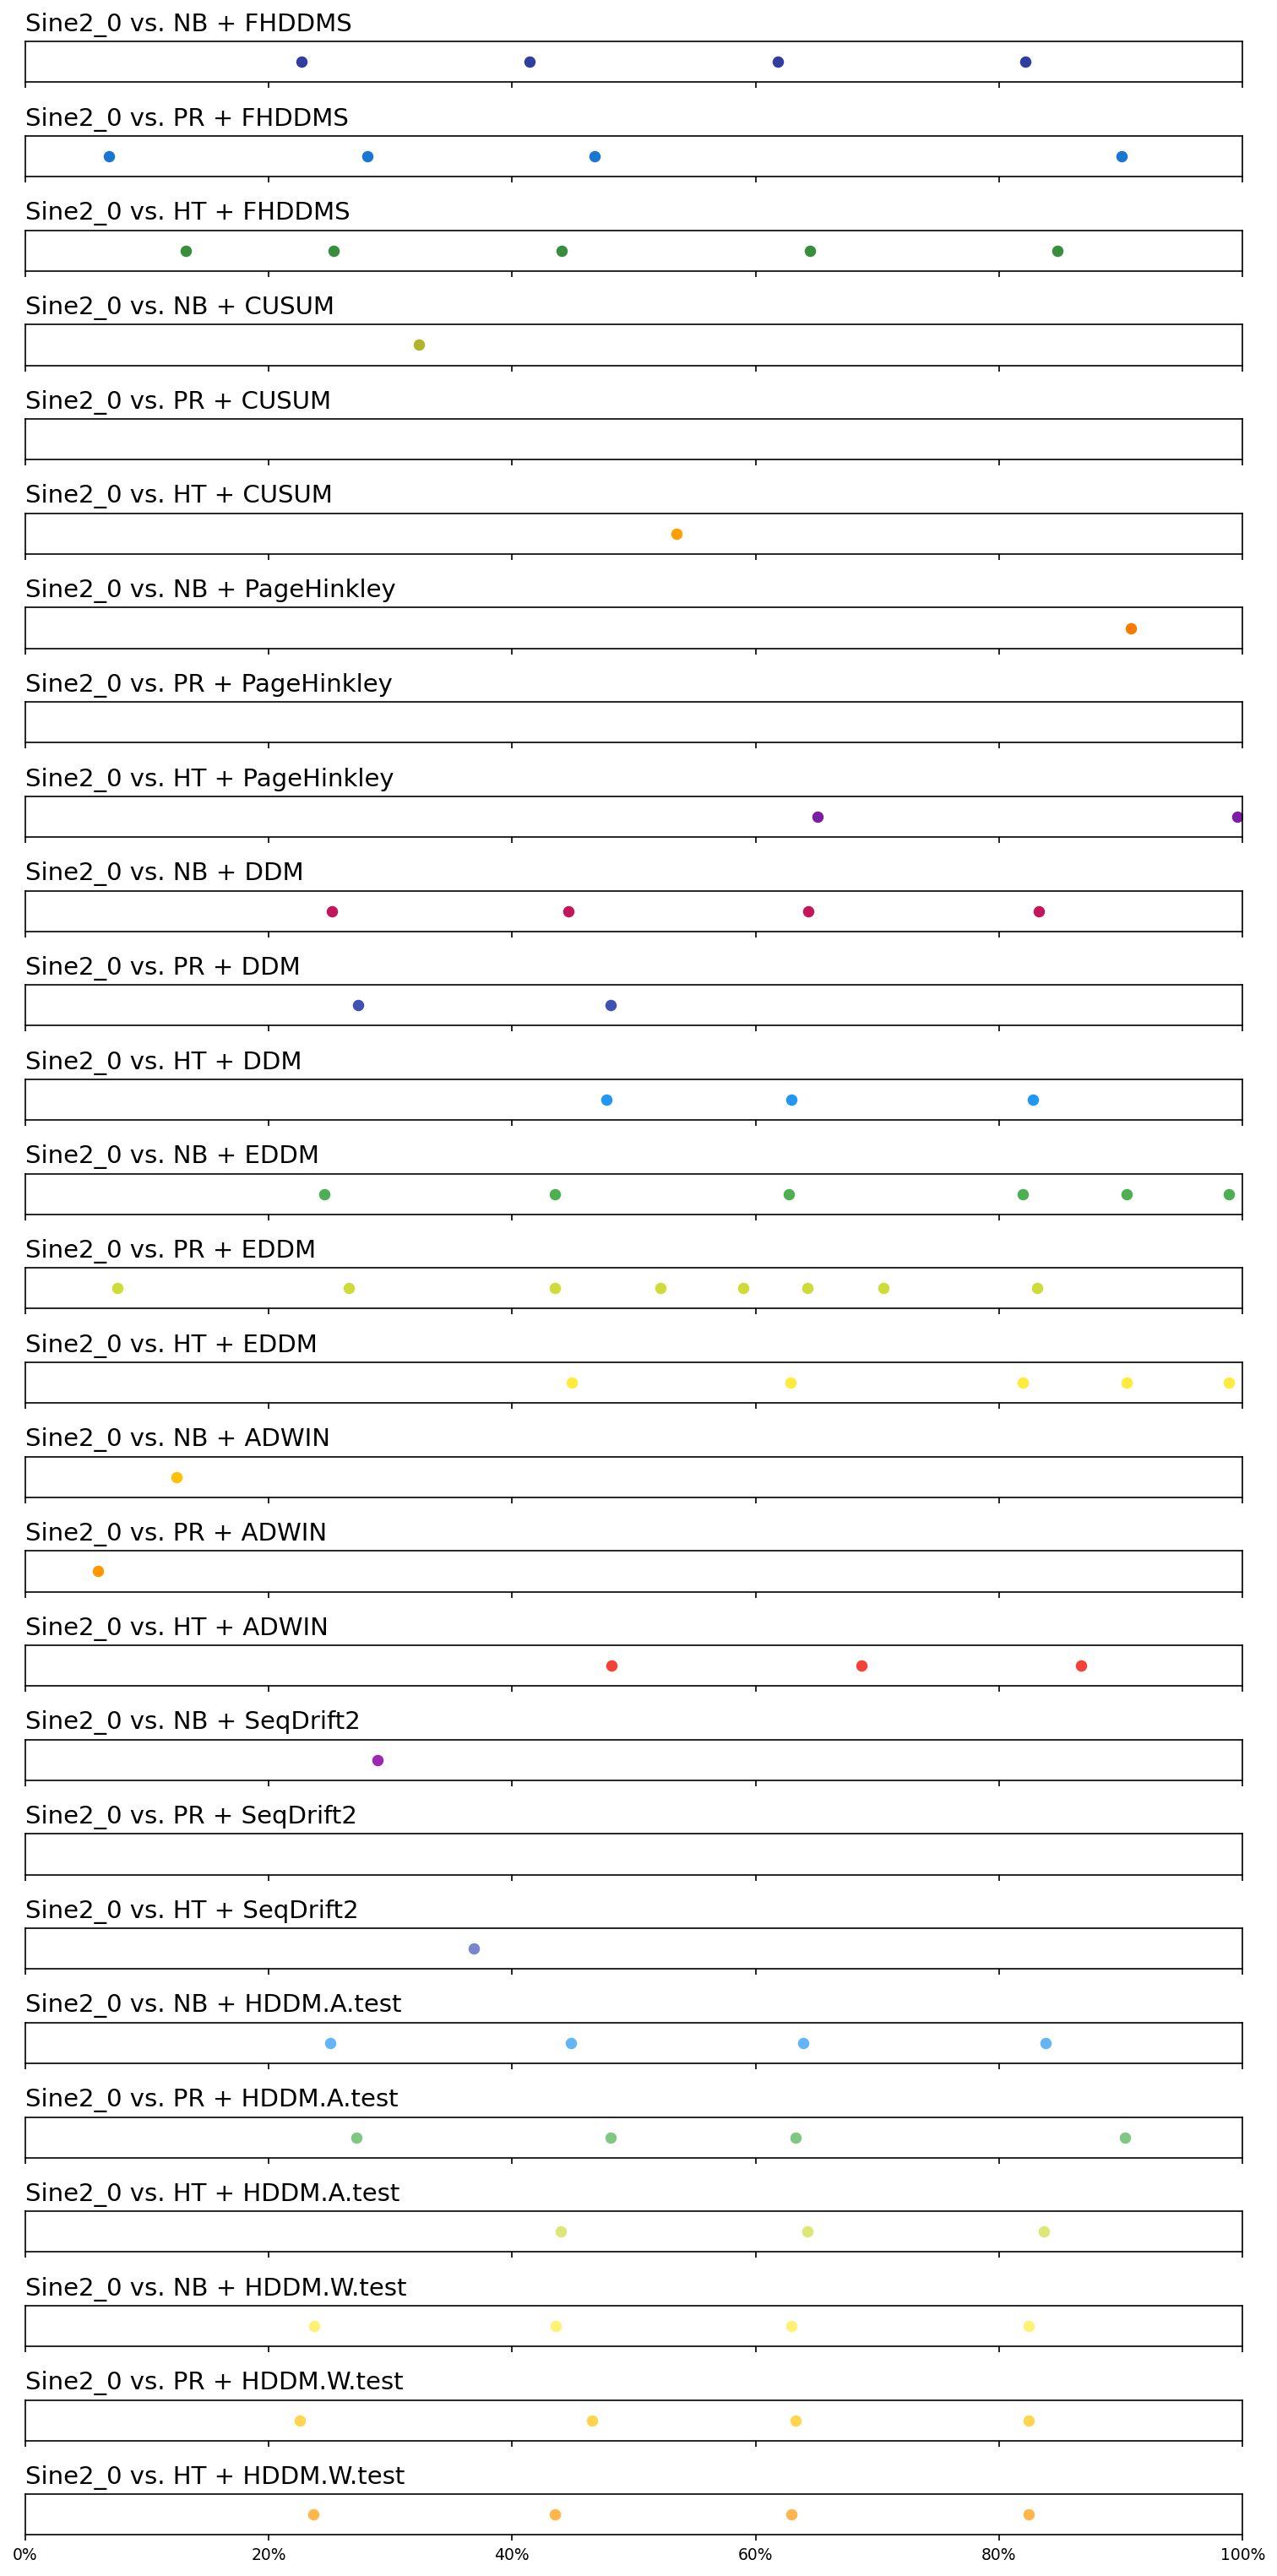 Sine2_0 vs. NB + FHDDMS
Sine2_0 vs. PR + FHDDMS
Sine2_0 vs. HT + FHDDMS
Sine2_0 vs. NB + CUSUM
Sine2_0 vs. PR + CUSUM
Sine2_0 vs. HT + CUSUM
Sine2_0 vs. NB + PageHinkley
Sine2_0 vs. PR + PageHinkley
Sine2_0 vs. HT + PageHinkley
Sine2_0 vs. NB + DDM
Sine2_0 vs. PR + DDM
Sine2_0 vs. HT + DDM
Sine2_0 vs. NB + EDDM
Sine2_0 vs. PR + EDDM
Sine2_0 vs. HT + EDDM
Sine2_0 vs. NB + ADWIN
Sine2_0 vs. PR + ADWIN
Sine2_0 vs. HT + ADWIN
Sine2_0 vs. NB + SeqDrift2
Sine2_0 vs. PR + SeqDrift2
Sine2_0 vs. HT + SeqDrift2
Sine2_0 vs. NB + HDDM.A.test
Sine2_0 vs. PR + HDDM.A.test
Sine2_0 vs. HT + HDDM.A.test
Sine2_0 vs. NB + HDDM.W.test
Sine2_0 vs. PR + HDDM.W.test
Sine2_0 vs. HT + HDDM.W.test
0% 20% 40% 60% 80% 100%